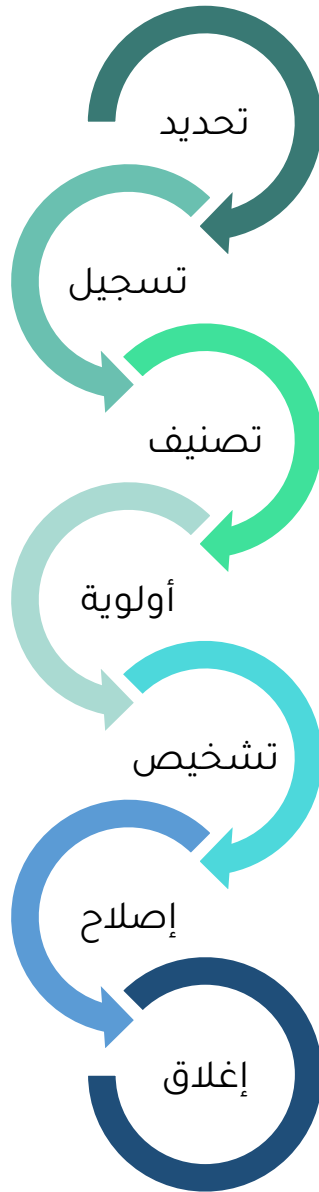 تحديد
تسجيل
تصنيف
أولوية
تشخيص
إصلاح
إغلاق